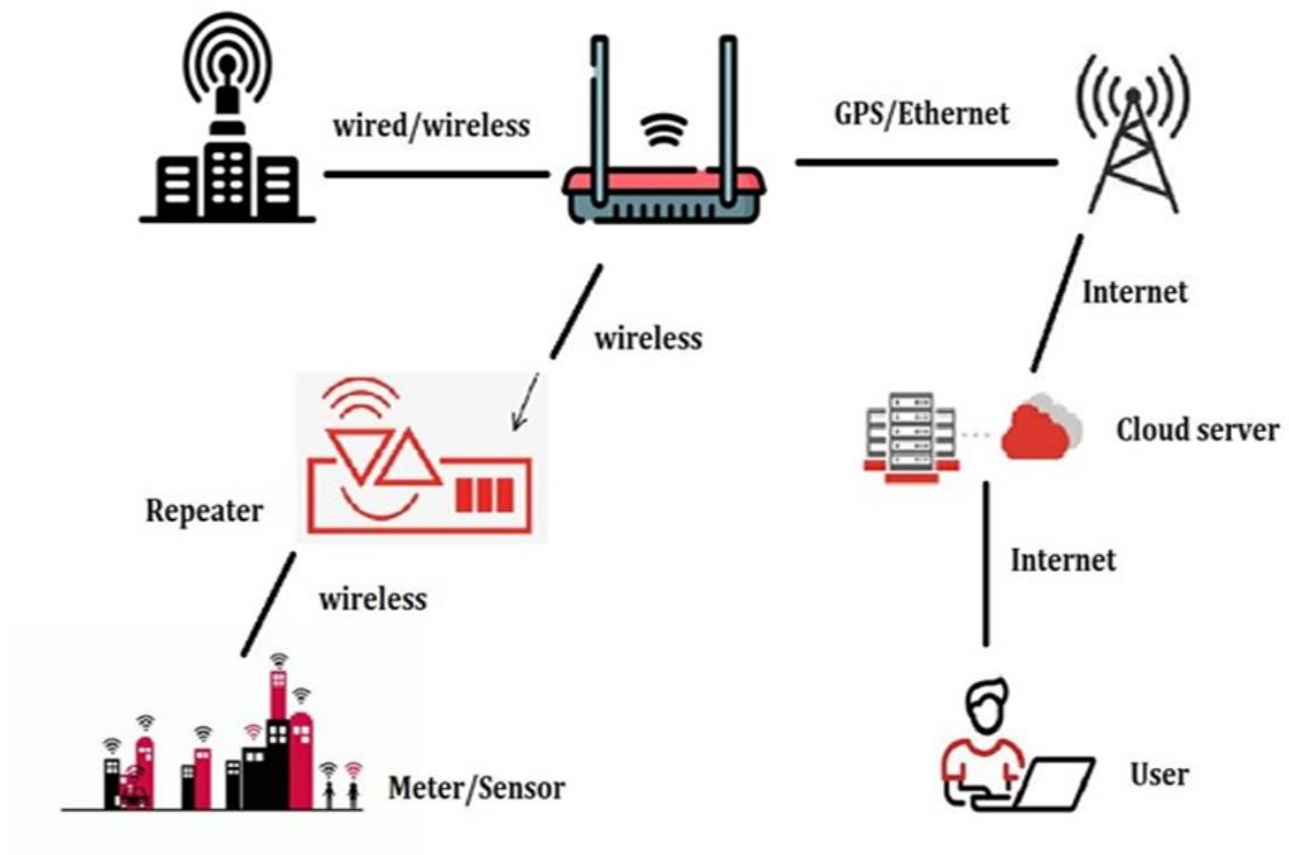 wired/wireless
GPS/Ethernet
Internet
wireless
Cloud server
Repeater
Internet
wireless
Meter/Sensor
User